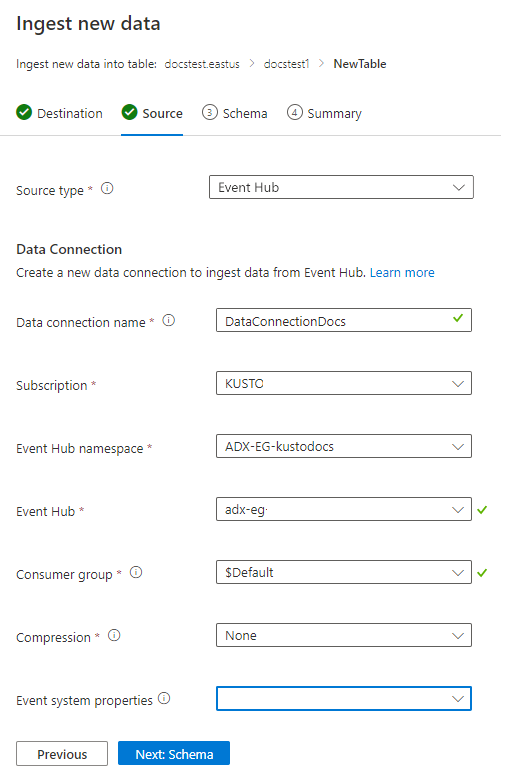 Ingest new data
Ingest new data into table: docstest.eastus > docstest1 > NewTable
Destination Source 3 Schema 4 Summary
Source type * Event Hub
Data Connection
Create a new data connection to ingest data from Event Hub. Learn more
Data connection name * DataConnectionDocs
Subscription * KUSTO
Event Hub namespace * ADX-EG-kustodocs
Event Hub * adx-eg-
Consumer group * $Default
Compression * None
Event system properties
Previous Next: Schema